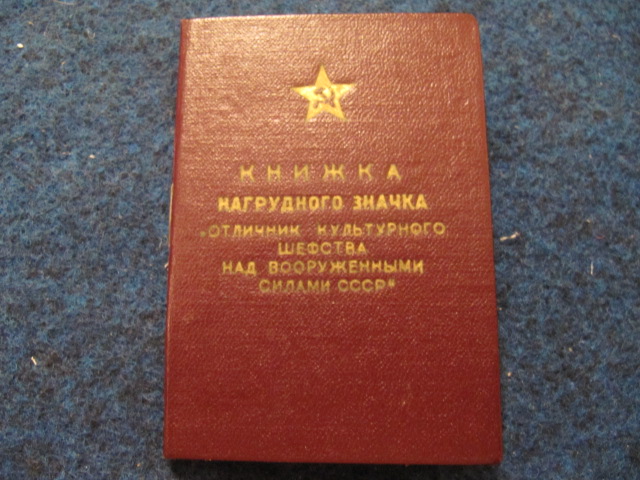 КНИЖКА
НАГРУДНОГО ЗНАЧКА
"ОТЛИЧНИК КУЛЬТУРНОГО
ШЕФСТВА
НАД ВООРУЖЕННЫМИ
СИЛАМИ СССР"